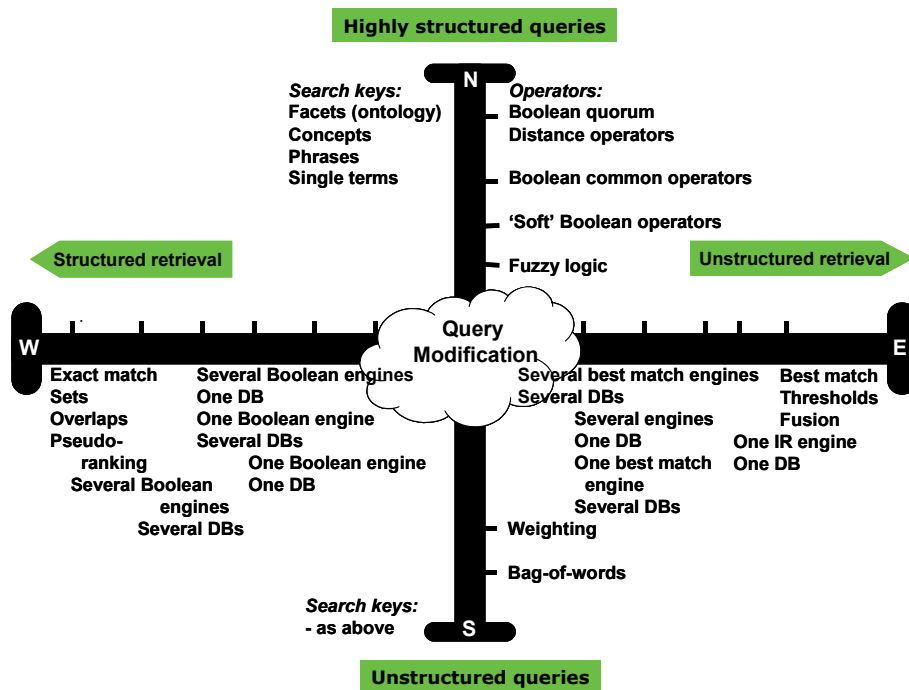 Highly structured queries
N
Search keys:
Facets (ontology)
Concepts
Phrases
Single terms
Operators:
Boolean quorum
Distance operators
Boolean common operators
‘Soft’ Boolean operators
Fuzzy logic
Structured retrieval
Unstructured retrieval
W
Query
Modification
E
Exact match
Sets
Overlaps
Pseudo-
ranking
Several Boolean
engines
Several DBs
Several Boolean engines
One DB
One Boolean engine
Several DBs
One Boolean engine
One DB
Several best match engines
Several DBs
Several engines
One DB
One best match
engine
Several DBs
Best match
Thresholds
Fusion
One IR engine
One DB
Weighting
Bag-of-words
Search keys:
- as above
S
Unstructured queries